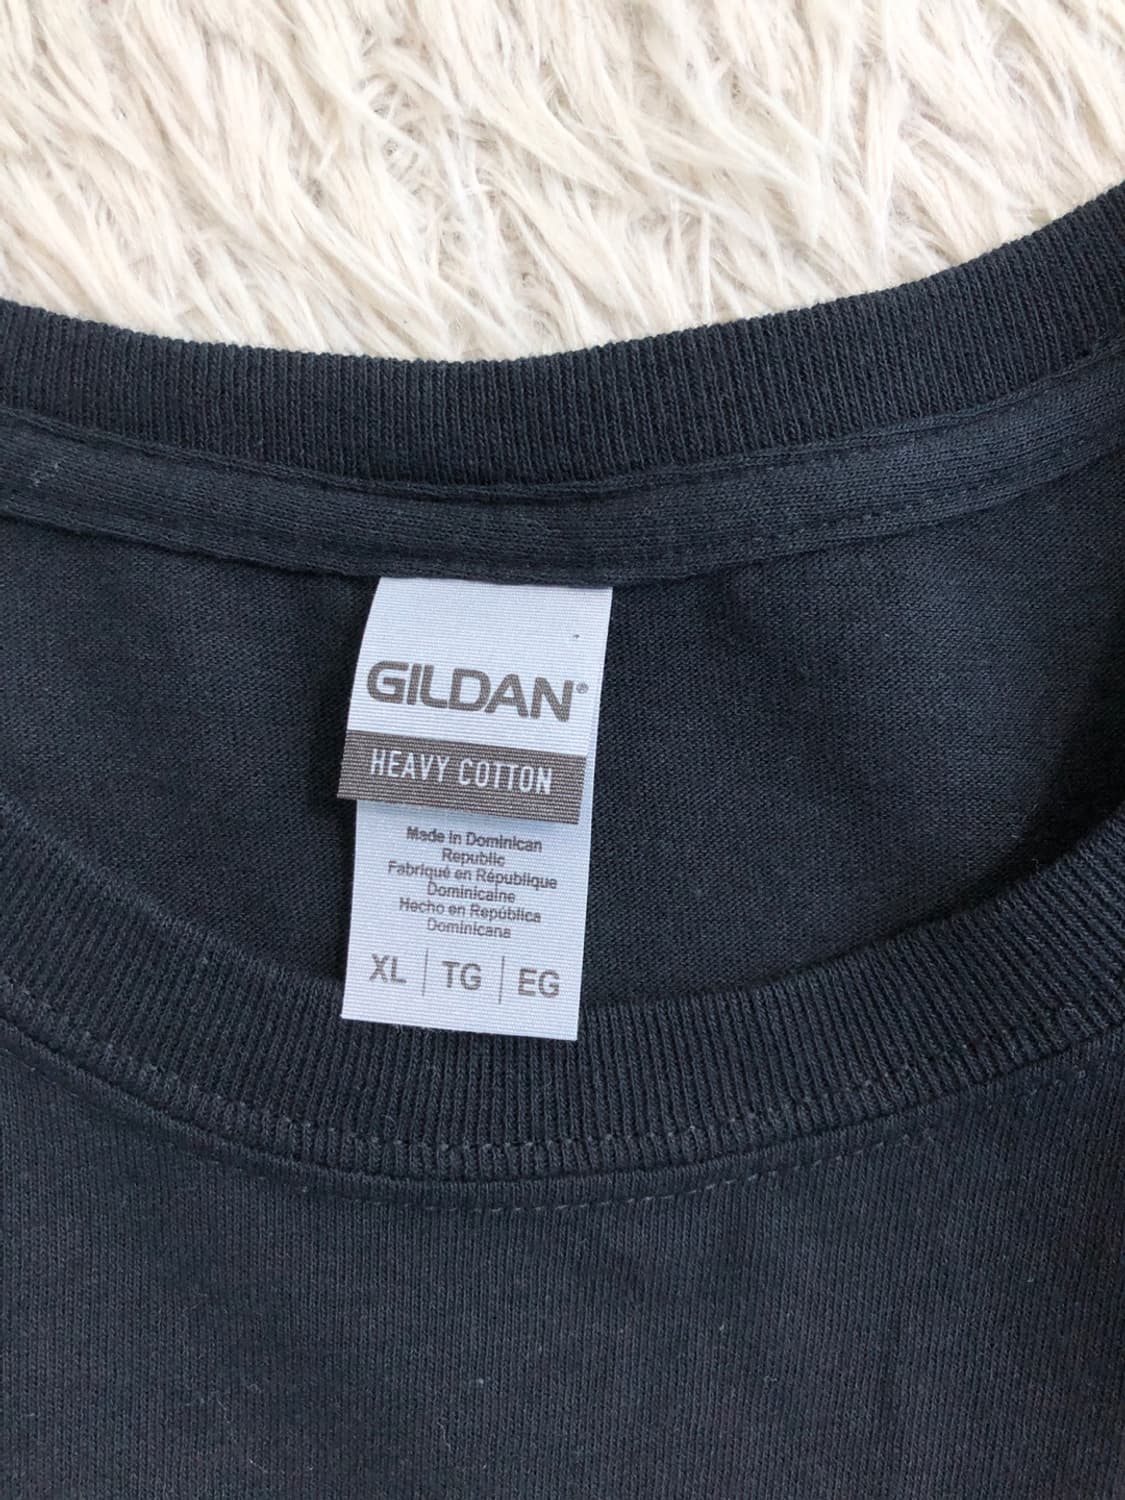 GILDAN®
HEAVY COTTON
Made in Dominican
Republic
Fabriqué en République
Dominicaine
Hecho en República
Dominicana
XL | TG | EG